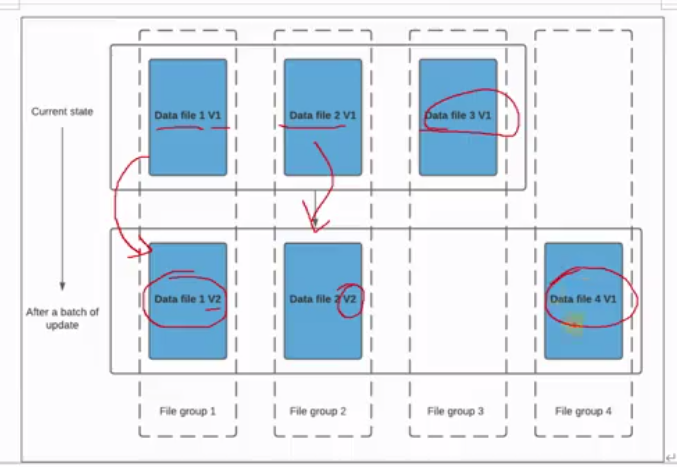 Current state
Data file 1 V1
Data file 2 V1
Data file 3 V1
Data file 1 V2
Data file 2 V2
Data file 4 V1
After a batch of
update
File group 1
File group 2
File group 3
File group 4